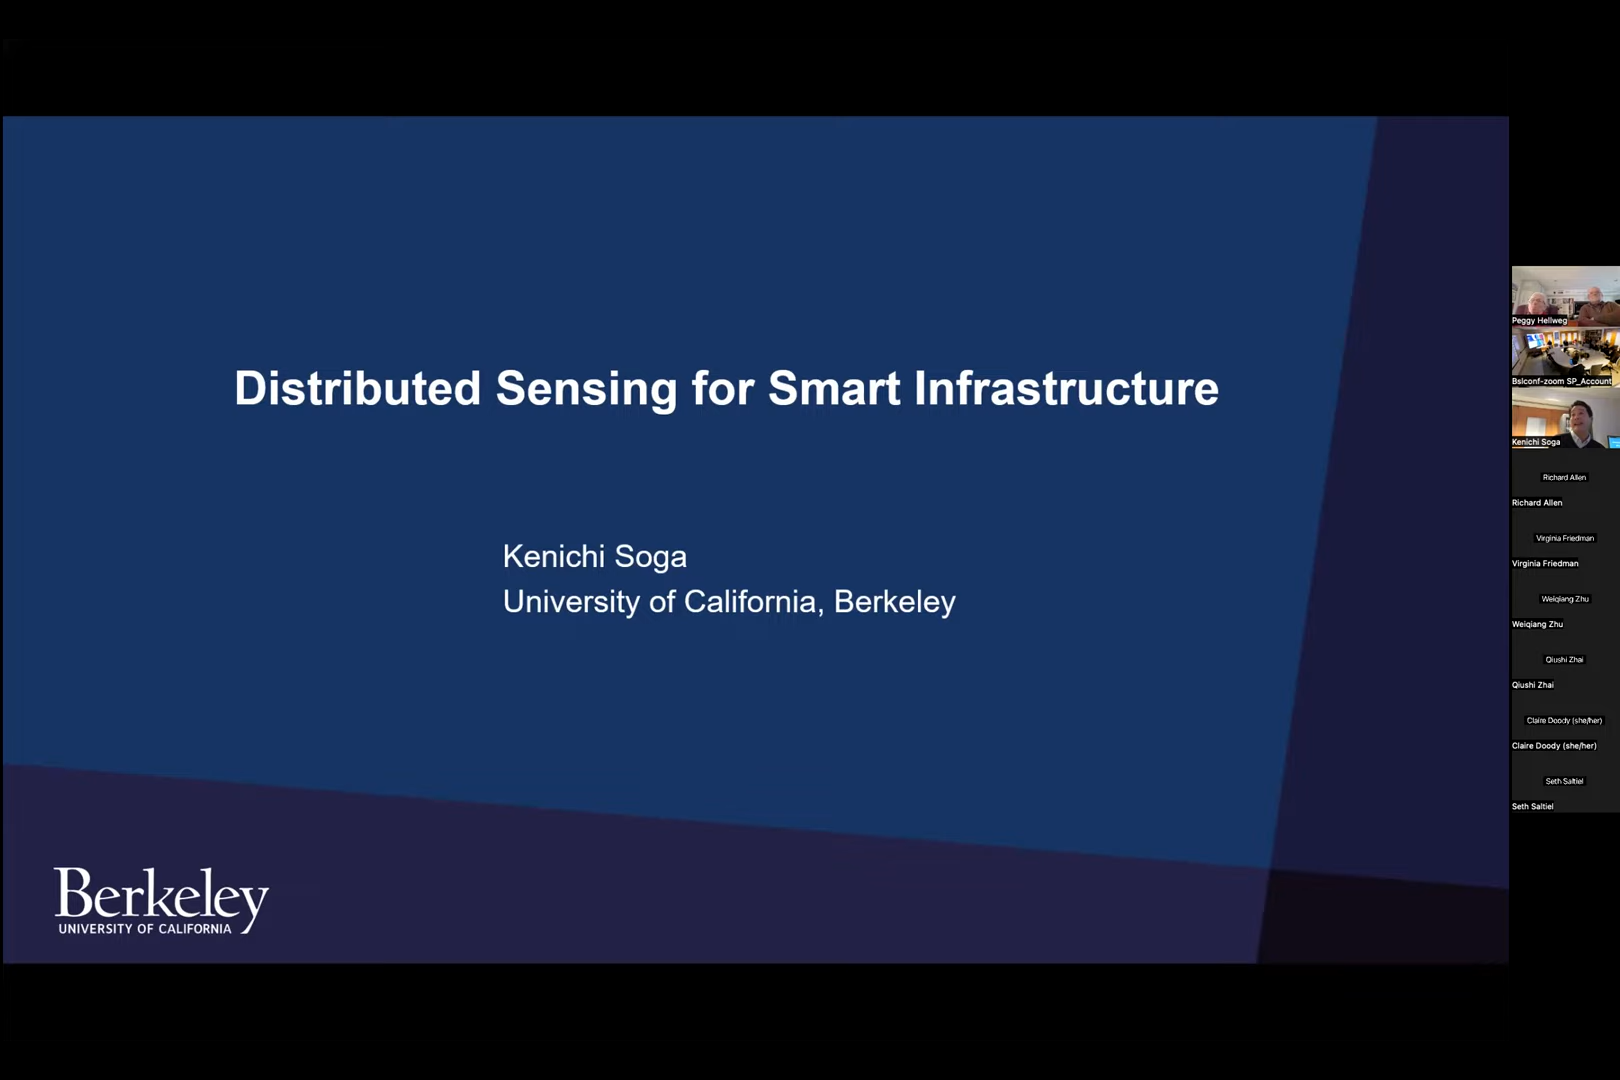 Distributed Sensing for Smart Infrastructure
Kenichi Soga
University of California, Berkeley
Berkeley
UNIVERSITY OF CALIFORNIA
Peggy Hellweg
Bslconf-zoom SP_Account
Kenichi Soga
Richard Allen
Richard Allen
Virginia Friedman
Virginia Friedman
Weiqiang Zhu
Weiqiang Zhu
Qiushi Zhai
Qiushi Zhai
Claire Doody (she/her)
Claire Doody (she/her)
Seth Saltiel
Seth Saltiel